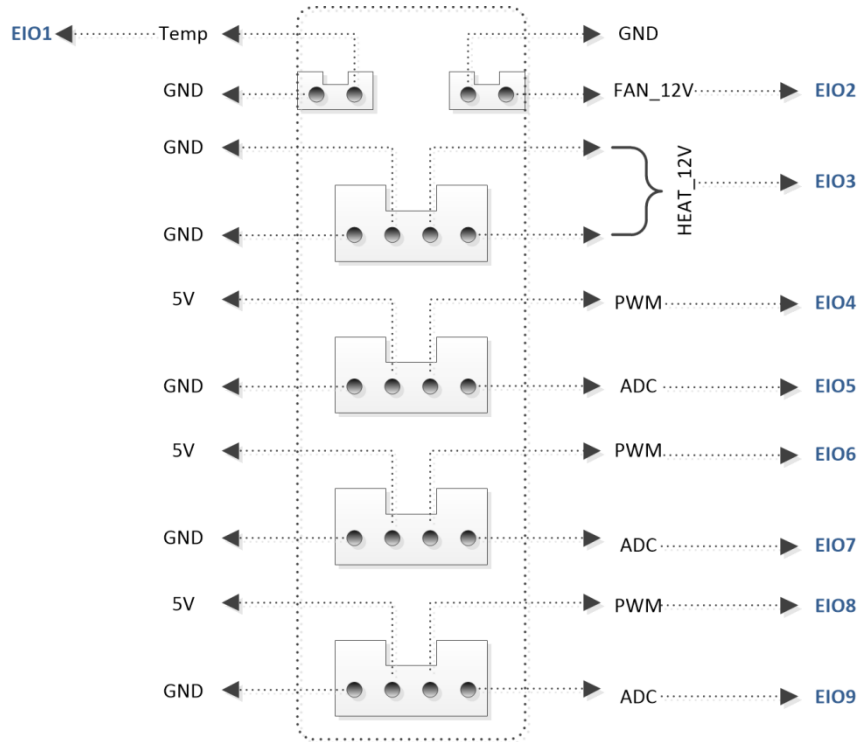 EIO1 Temp GND
GND FAN_12V EIO2
GND
HEAT_12V EIO3
GND
5V PWM EIO4
GND ADC EIO5
5V PWM EIO6
GND ADC EIO7
5V PWM EIO8
GND ADC EIO9